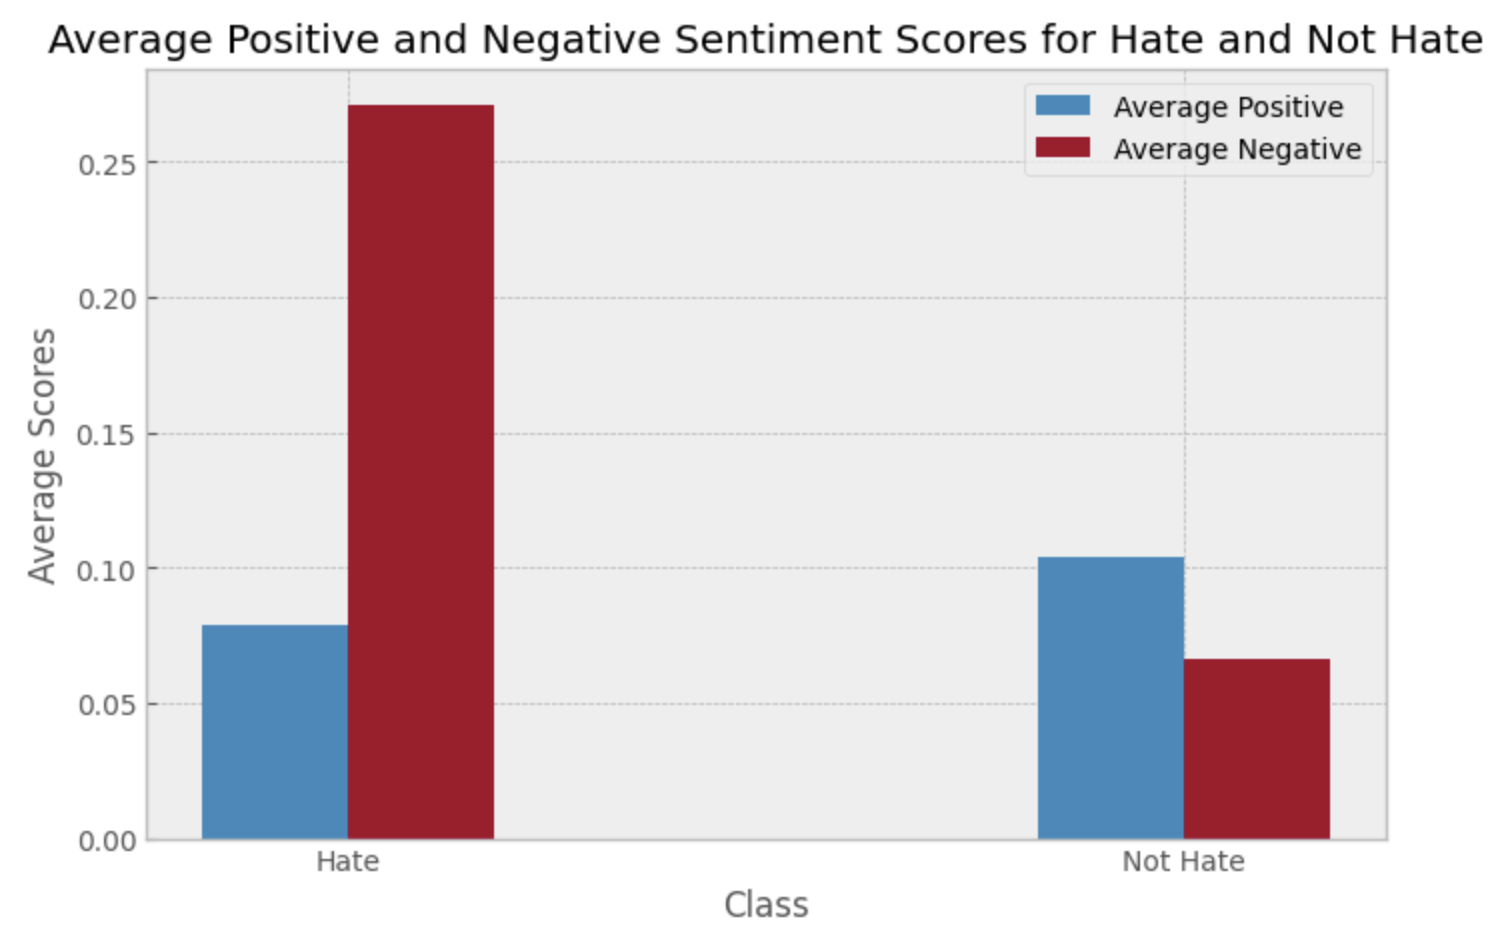 Average Positive and Negative Sentiment Scores for Hate and Not Hate
Average Positive
Average Negative
0.25
0.20
0.15
0.10
0.05
0.00
Average Scores
Hate
Not Hate
Class